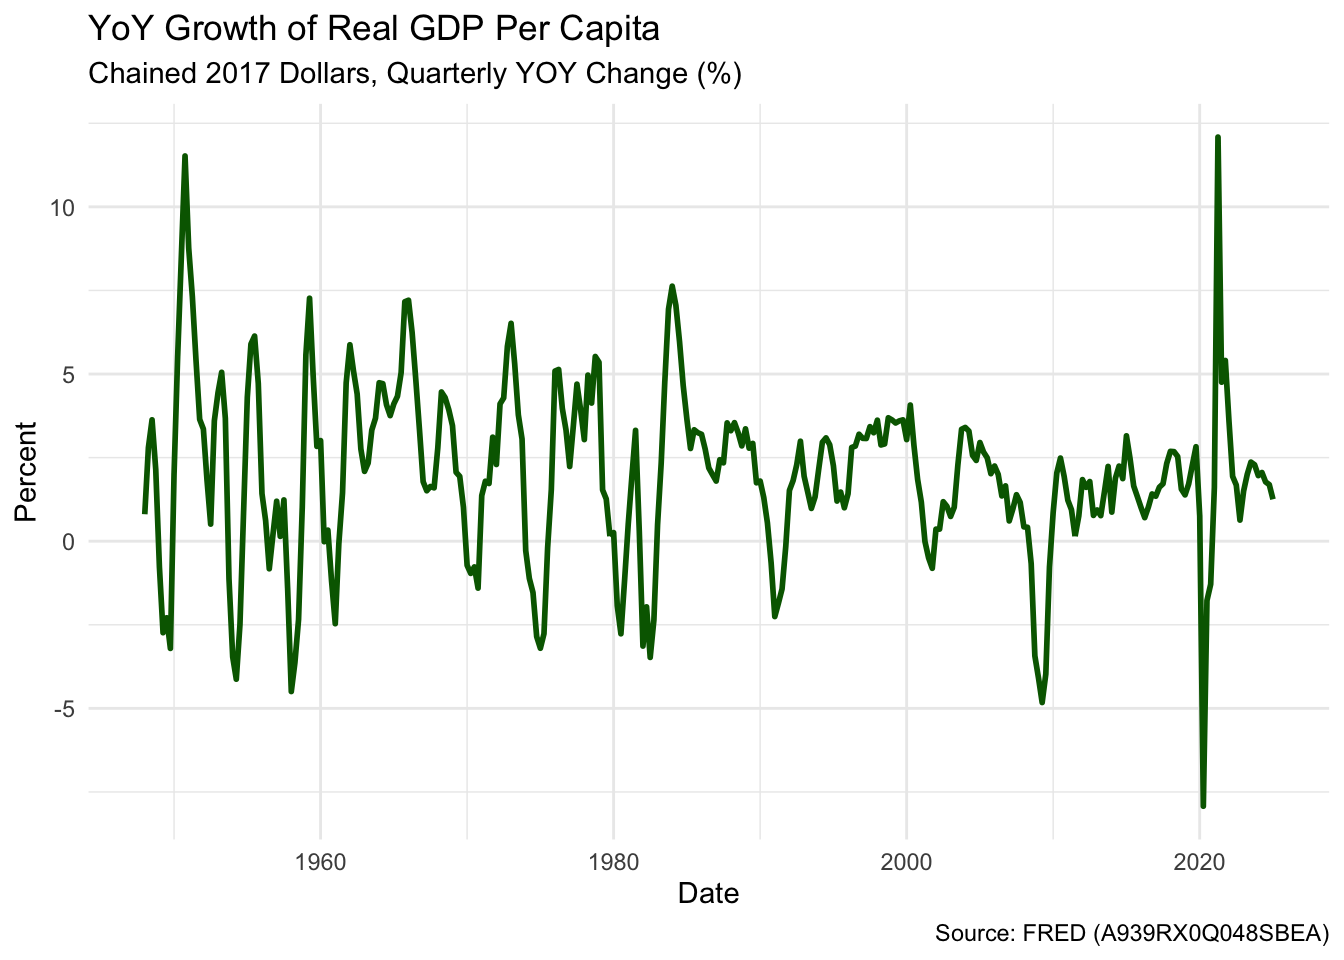 YoY Growth of Real GDP Per Capita
Chained 2017 Dollars, Quarterly YOY Change (%)
Percent
10
5
0
-5
1960 1980 2000 2020
Date
Source: FRED (A939RX0Q048SBEA)